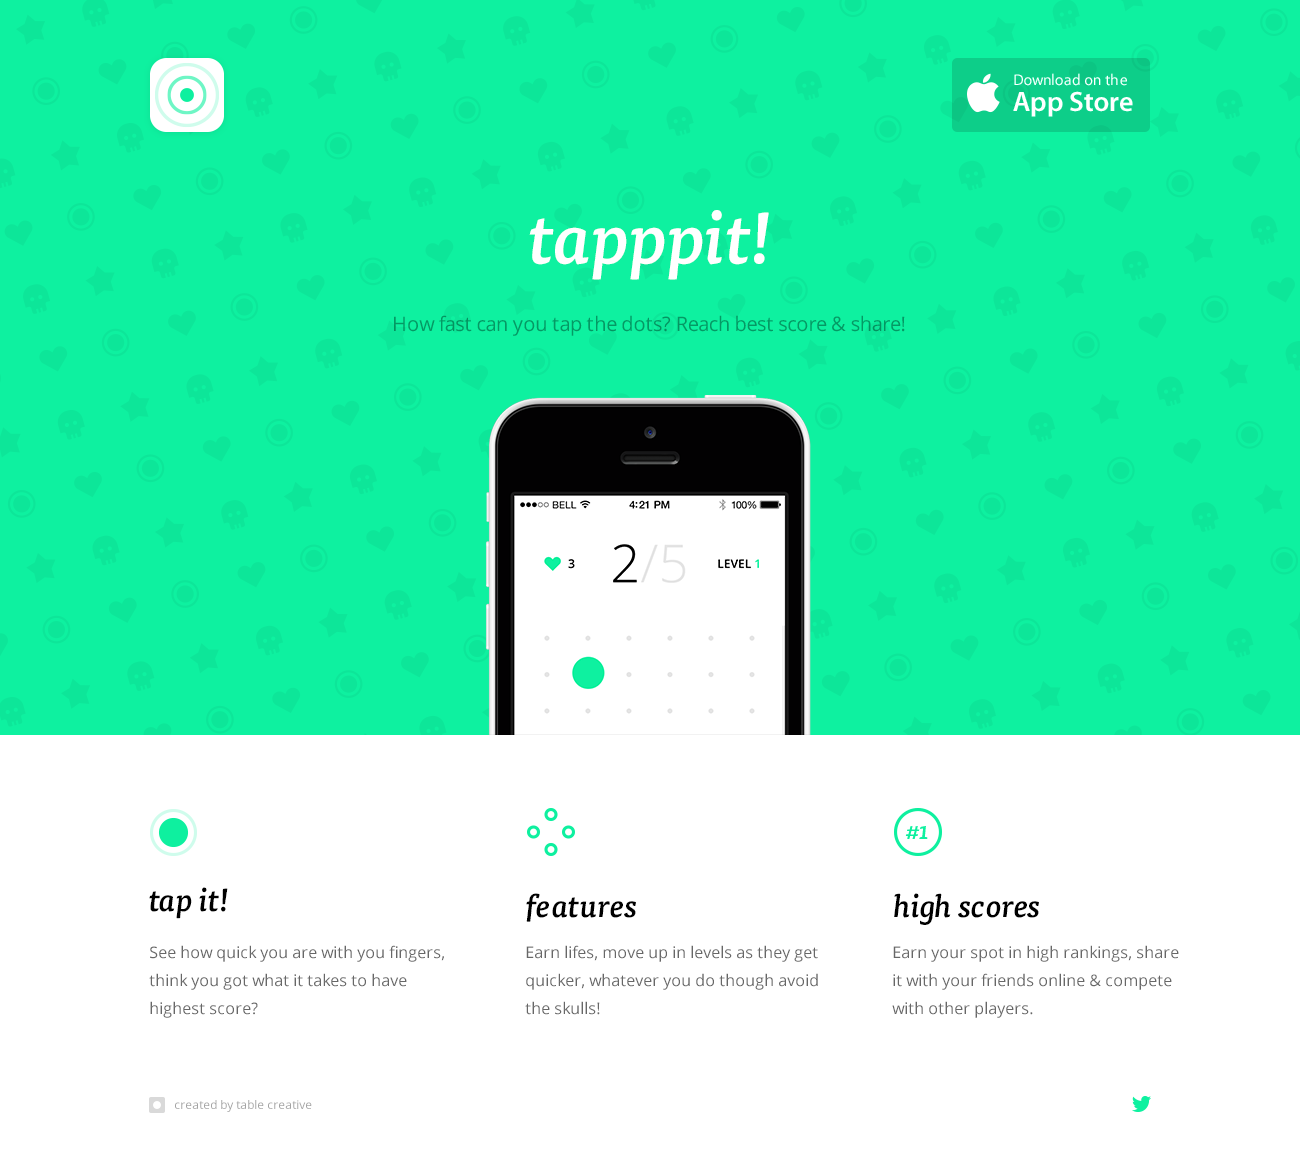 Download on the
App Store
tapppit!
How fast can you tap the dots? Reach best score & share!
BELL 4:21 PM 100%
3 2/5 LEVEL 1
#1
tap it!
See how quick you are with you fingers,
think you got what it takes to have
highest score?
features
Earn lifes, move up in levels as they get
quicker, whatever you do though avoid
the skulls!
high scores
Earn your spot in high rankings, share
it with your friends online & compete
with other players.
created by table creative